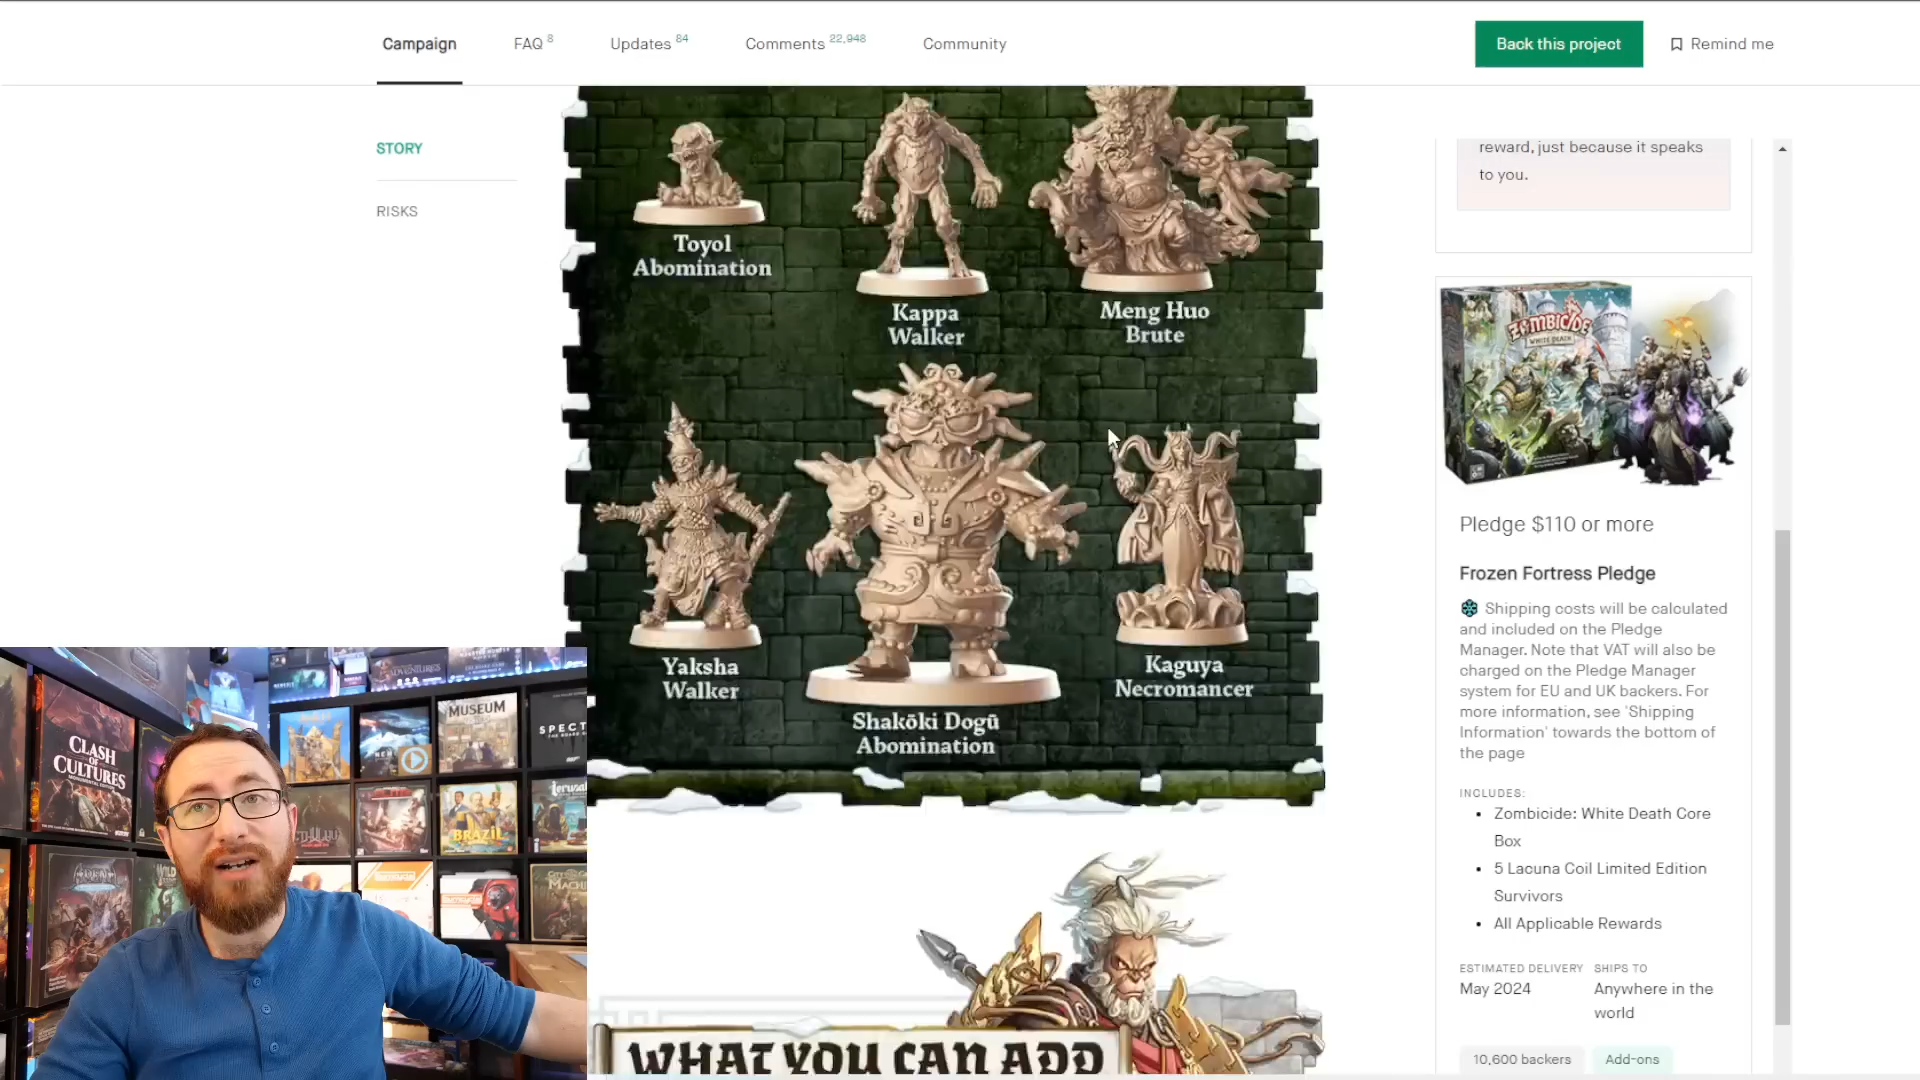 Campaign
FAQ 8
Updates 84
Comments 22,948
Community
Back this project
Remind me
STORY
RISKS
Toyol
Abomination
Kappa
Walker
Meng Huo
Brute
Yaksha
Walker
Shakōki Dogū
Abomination
Kaguya
Necromancer
WHAT YOU CAN ADD
reward, just because it speaks
to you.
ZOMBICIDE
WHITE DEATH
Pledge $110 or more
Frozen Fortress Pledge
Shipping costs will be calculated
and included on the Pledge
Manager. Note that VAT will also be
charged on the Pledge Manager
system for EU and UK backers. For
more information, see 'Shipping
Information' towards the bottom of
the page
INCLUDES:
• Zombicide: White Death Core
Box
• 5 Lacuna Coil Limited Edition
Survivors
• All Applicable Rewards
ESTIMATED DELIVERY
May 2024
SHIPS TO
Anywhere in the
world
10,600 backers
Add-ons
CLASH
OF
CULTURES
MUSEUM
SPECT
BRAZIL